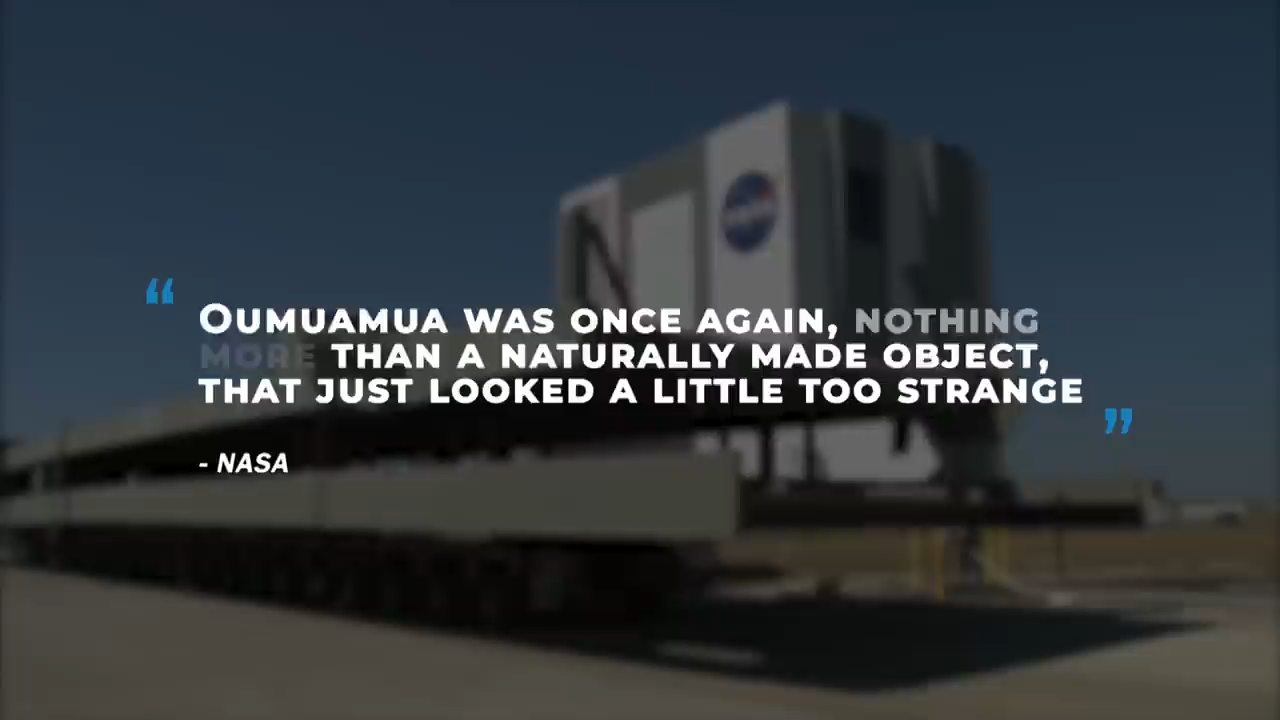 “ Oumuamua was once again, nothing
more than a naturally made object,
that just looked a little too strange ”
- NASA